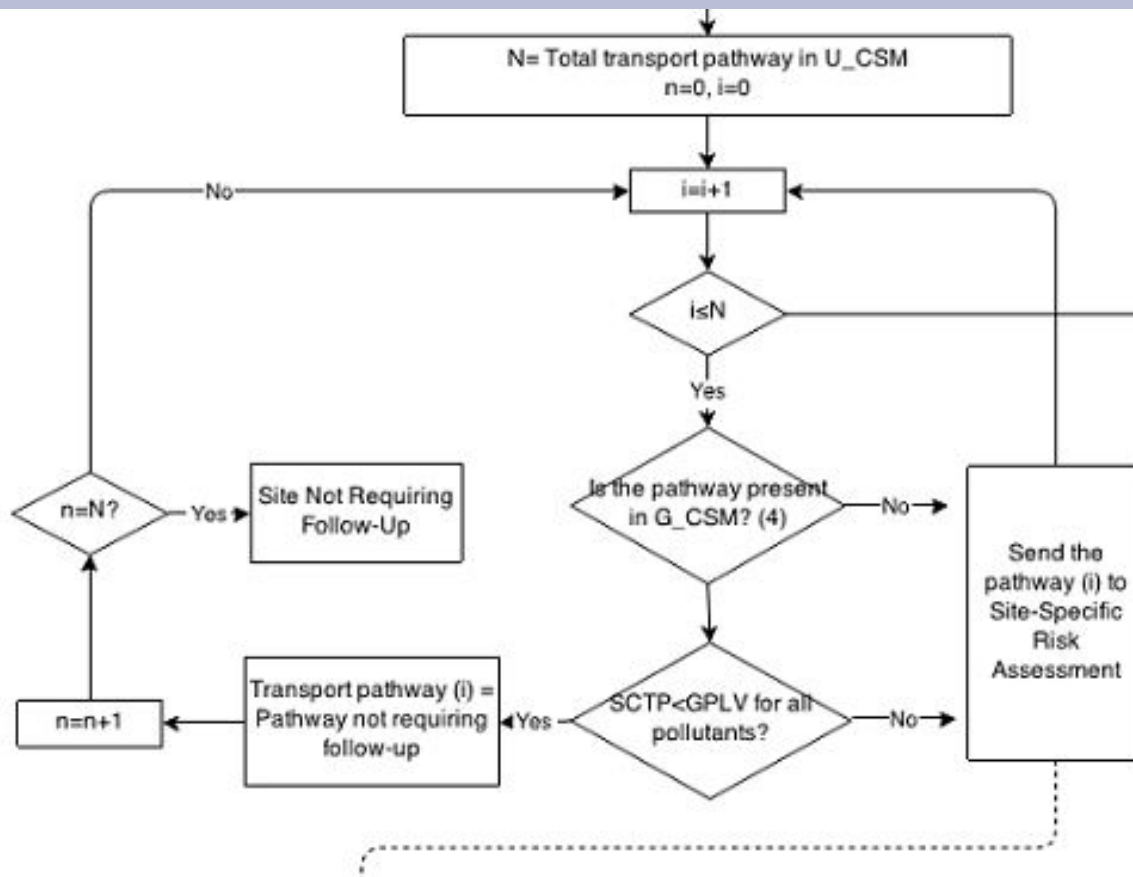 N= Total transport pathway in U_CSM
n=0, i=0
No
i=i+1
i≤N
Yes
Is the pathway present
in G_CSM? (4)
No
n=N?
Yes
Site Not Requiring
Follow-Up
Send the
pathway (i) to
Site-Specific
Risk
Assessment
SCTP<GPLV for all
pollutants?
No
Yes
Transport pathway (i) =
Pathway not requiring
follow-up
n=n+1